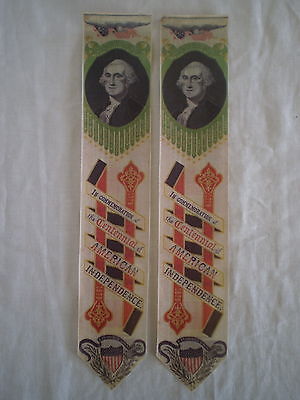 In Commemoration of
the Centennial of
AMERICAN
INDEPENDENCE.
In Commemoration of
the Centennial of
AMERICAN
INDEPENDENCE.